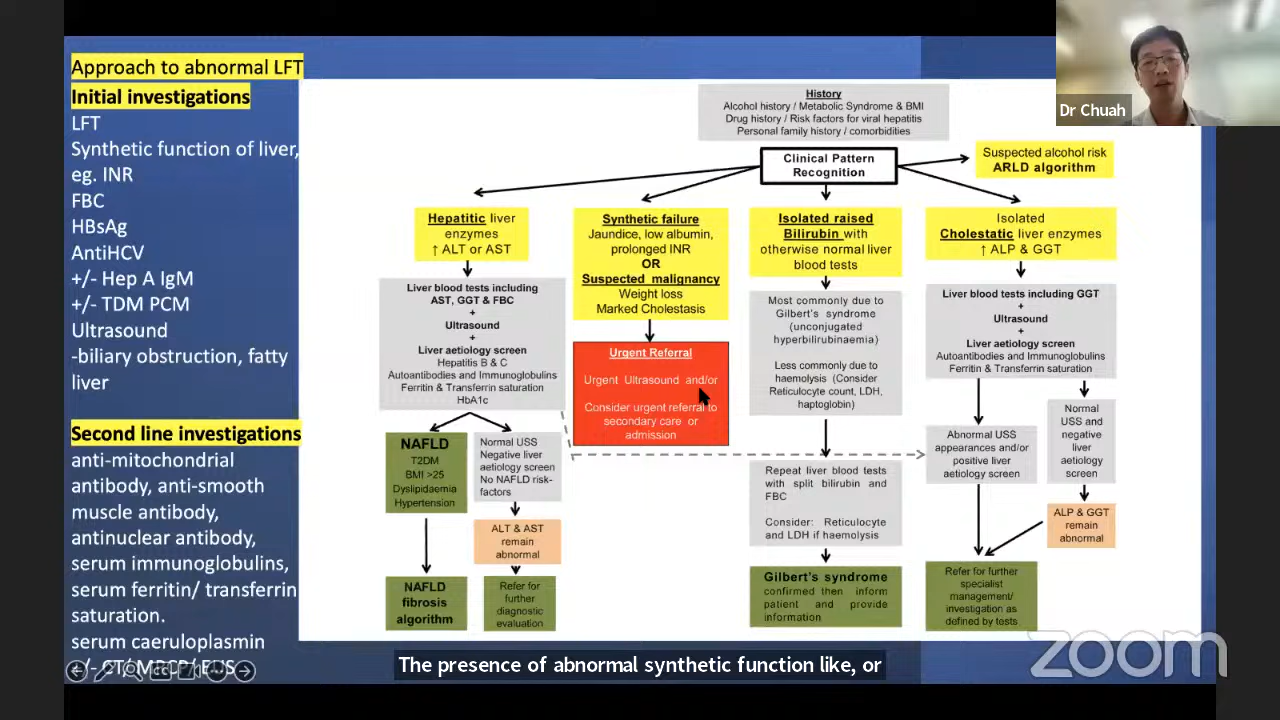 Approach to abnormal LFT
Initial investigations
LFT
Synthetic function of liver,
eg. INR
FBC
HBsAg
AntiHCV
+/- Hep A IgM
+/- TDM PCM
Ultrasound
-biliary obstruction, fatty
liver
Second line investigations
anti-mitochondrial
antibody, anti-smooth
muscle antibody,
antinuclear antibody,
serum immunoglobulins,
serum ferritin/ transferrin
saturation.
serum caeruloplasmin
+/- CT/ MRCP/ EUS
History
Alcohol history / Metabolic Syndrome & BMI
Drug history / Risk factors for viral hepatitis
Personal family history / comorbidities
Clinical Pattern
Recognition
Suspected alcohol risk
ARLD algorithm
Hepatitic liver
enzymes
↑ ALT or AST
Liver blood tests including
AST, GGT & FBC
+
Ultrasound
+
Liver aetiology screen
Hepatitis B & C
Autoantibodies and Immunoglobulins
Ferritin & Transferrin saturation
HbA1c
NAFLD
T2DM
BMI >25
Dyslipidaemia
Hypertension
NAFLD
fibrosis
algorithm
Normal USS
Negative liver
aetiology screen
No NAFLD risk-
factors
ALT & AST
remain
abnormal
Refer for
further
diagnostic
evaluation
Synthetic failure
Jaundice, low albumin,
prolonged INR
OR
Suspected malignancy
Weight loss
Marked Cholestasis
Urgent Referral
Urgent Ultrasound and/or
Consider urgent referral to
secondary care or
admission
Isolated raised
Bilirubin with
otherwise normal liver
blood tests
Most commonly due to
Gilbert's syndrome
(unconjugated
hyperbilirubinaemia)
Less commonly due to
haemolysis (Consider
Reticulocyte count, LDH,
haptoglobin)
Repeat liver blood tests
with split bilirubin and
FBC
Consider: Reticulocyte
and LDH if haemolysis
Gilbert's syndrome
confirmed then inform
patient and provide
information
Isolated
Cholestatic liver enzymes
↑ ALP & GGT
Liver blood tests including GGT
+
Ultrasound
+
Liver aetiology screen
Autoantibodies and Immunoglobulins
Ferritin & Transferrin saturation
Abnormal USS
appearances and/or
positive liver
aetiology screen
Normal
USS and
negative
liver
aetiology
screen
ALP & GGT
remain
abnormal
Refer for further
specialist
management/
investigation as
defined by tests
Dr Chuah
The presence of abnormal synthetic function like, or
zoom